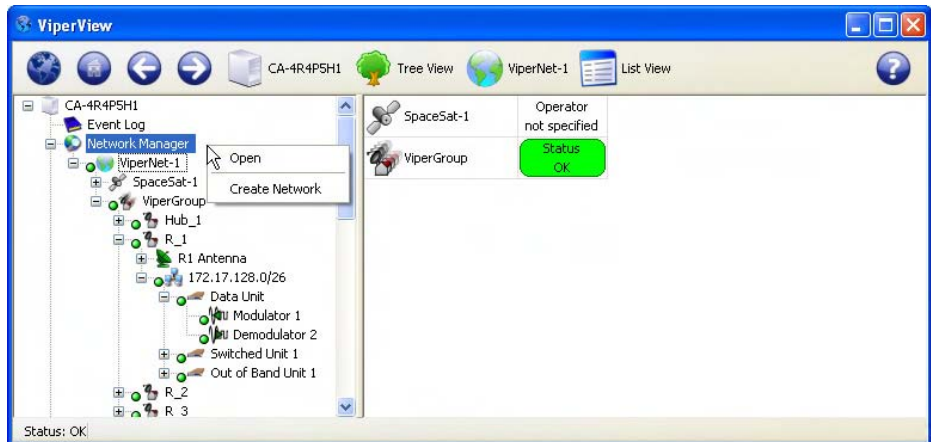 ViperView
CA-4R4P5H1
Tree View
ViperNet-1
List View
?
CA-4R4P5H1
Event Log
Network Manager
ViperNet-1
SpaceSat-1
ViperGroup
Hub_1
R_1
R1 Antenna
172.17.128.0/26
Data Unit
Modulator 1
Demodulator 2
Switched Unit 1
Out of Band Unit 1
R_2
R_3
Open
Create Network
SpaceSat-1
Operator
not specified
ViperGroup
Status
OK
Status: OK